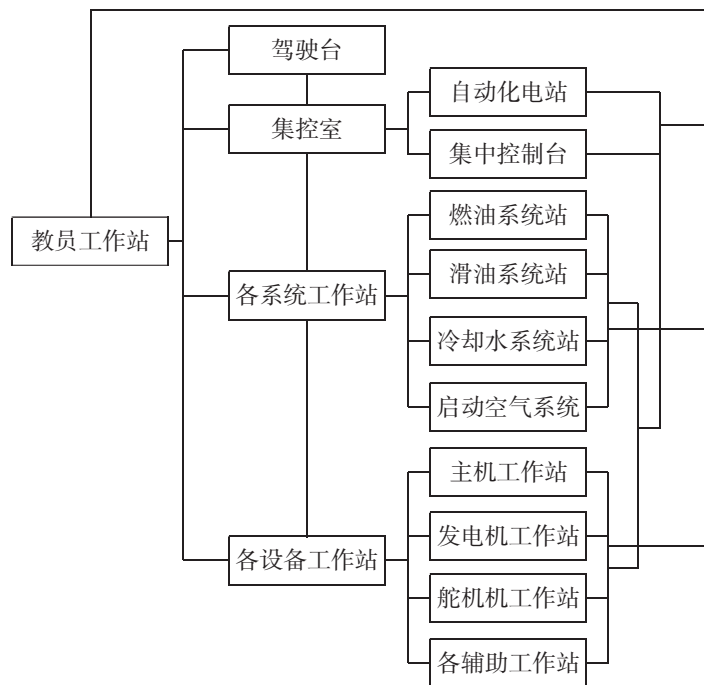 驾驶台
集控室
自动化电站
集中控制台
教员工作站
燃油系统站
滑油系统站
各系统工作站
冷却水系统站
启动空气系统
主机工作站
发电机工作站
各设备工作站
舵机机工作站
各辅助工作站